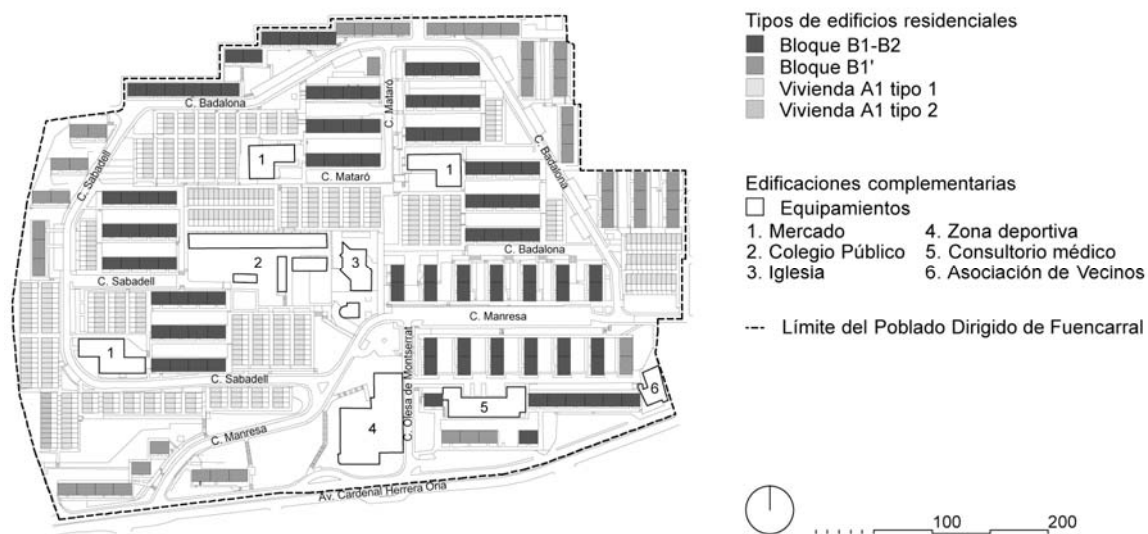 Tipos de edificios residenciales
Bloque B1-B2
Bloque B1'
Vivienda A1 tipo 1
Vivienda A1 tipo 2
Edificaciones complementarias
Equipamientos
1. Mercado
2. Colegio Público
3. Iglesia
4. Zona deportiva
5. Consultorio médico
6. Asociación de Vecinos
Límite del Poblado Dirigido de Fuencarral
100
200
C. Badalona
C. Mataró
C. Badalona
C. Sabadell
1
1
C. Mataró
C. Badalona
2
3
C. Sabadell
C. Manresa
1
C. Sabadell
C. Olesa de Montserrat
6
5
4
C. Manresa
Av. Cardenal Herrera Oria